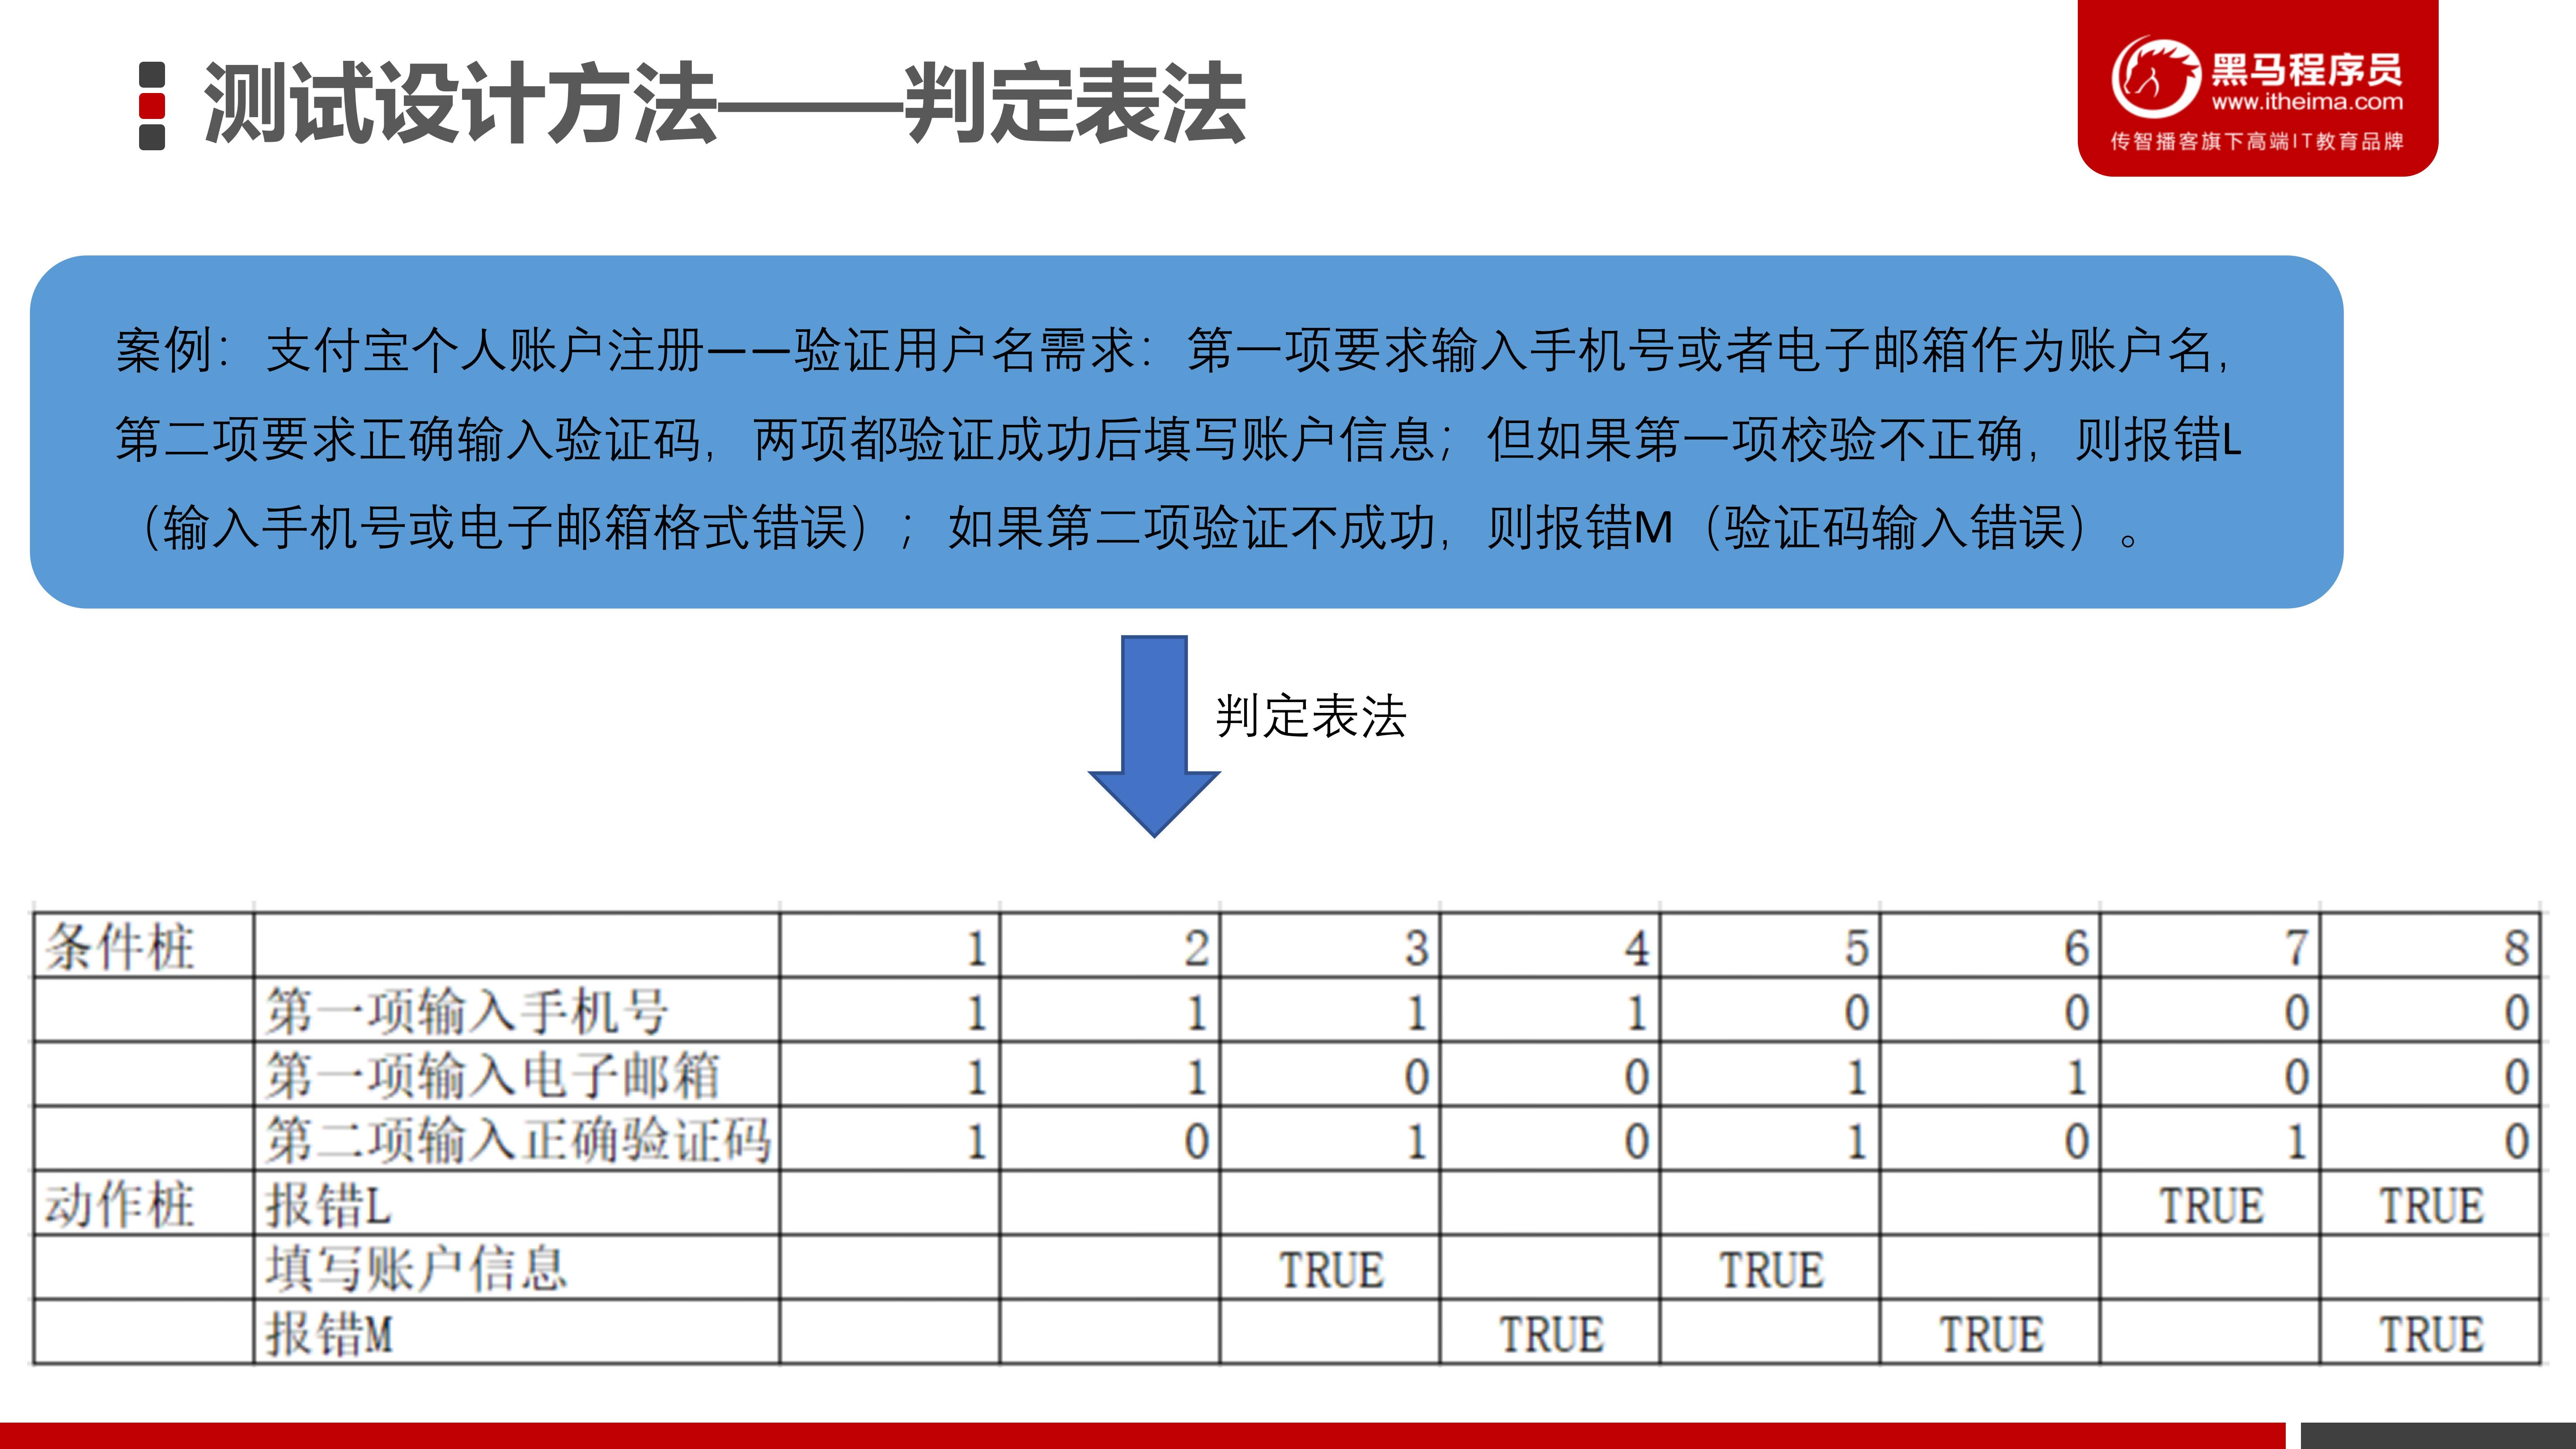 测试设计方法——判定表法
黑马程序员
www.itheima.com
传智播客旗下高端IT教育品牌
案例：支付宝个人账户注册——验证用户名需求：第一项要求输入手机号或者电子邮箱作为账户名，
第二项要求正确输入验证码，两项都验证成功后填写账户信息；但如果第一项校验不正确，则报错L
（输入手机号或电子邮箱格式错误）；如果第二项验证不成功，则报错M（验证码输入错误）。
判定表法
条件桩 1 2 3 4 5 6 7 8
第一项输入手机号 1 1 1 1 0 0 0 0
第一项输入电子邮箱 1 1 0 0 1 1 0 0
第二项输入正确验证码 1 0 1 0 1 0 1 0
动作桩 报错L TRUE TRUE
填写账户信息 TRUE TRUE
报错M TRUE TRUE TRUE